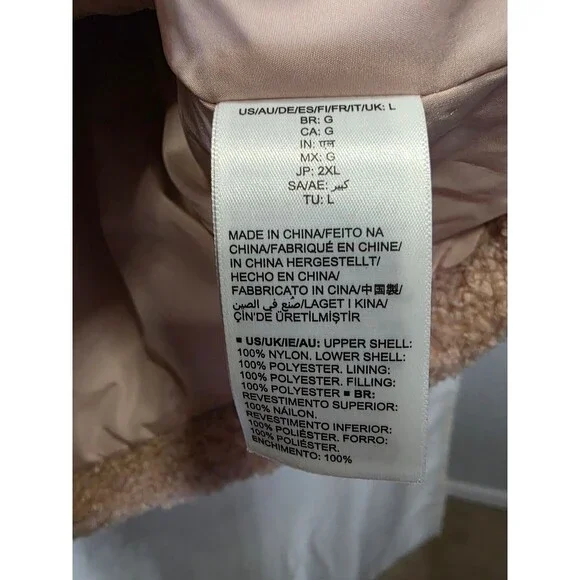 US/AU/DE/ES/FI/FR/IT/UK: L
BR: G
CA: G
IN: एल
MX: G
JP: 2XL
SA/AE: كبير
TU: L
MADE IN CHINA/FEITO NA
CHINA/FABRIQUÉ EN CHINE/
IN CHINA HERGESTELLT/
HECHO EN CHINA/
FABBRICATO IN CINA/中国製/
صُنع في الصين/LAGET I KINA/
ÇİN'DE ÜRETİLMİŞTİR
■ US/UK/IE/AU: UPPER SHELL:
100% NYLON. LOWER SHELL:
100% POLYESTER. LINING:
100% POLYESTER. FILLING:
100% POLYESTER ■ BR:
REVESTIMENTO SUPERIOR:
100% NÁILON.
REVESTIMENTO INFERIOR:
100% POLIÉSTER. FORRO:
100% POLIÉSTER.
ENCHIMENTO: 100%